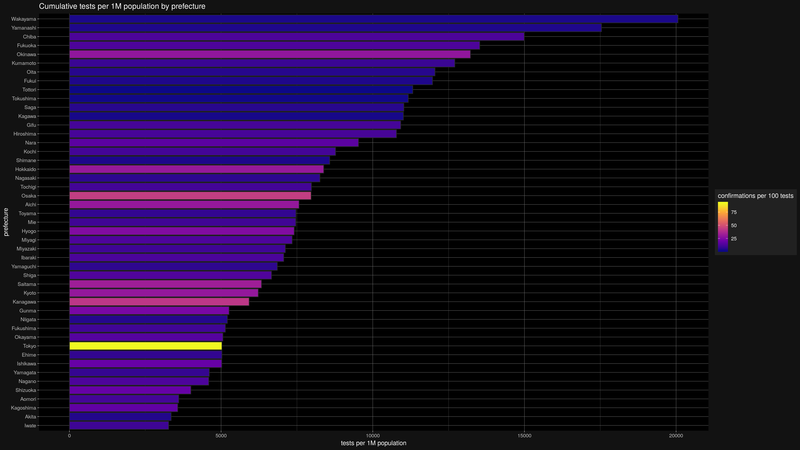 Cumulative tests per 1M population by prefecture
prefecture
Wakayama
Yamanashi
Chiba
Fukuoka
Okinawa
Kumamoto
Oita
Fukui
Tottori
Tokushima
Saga
Kagawa
Gifu
Hiroshima
Nara
Kochi
Shimane
Hokkaido
Nagasaki
Tochigi
Osaka
Aichi
Toyama
Mie
Hyogo
Miyagi
Miyazaki
Ibaraki
Yamaguchi
Shiga
Saitama
Kyoto
Kanagawa
Gunma
Niigata
Fukushima
Okayama
Tokyo
Ehime
Ishikawa
Yamagata
Nagano
Shizuoka
Aomori
Kagoshima
Akita
Iwate
0 5000 10000 15000 20000
tests per 1M population
confirmations per 100 tests
75
50
25